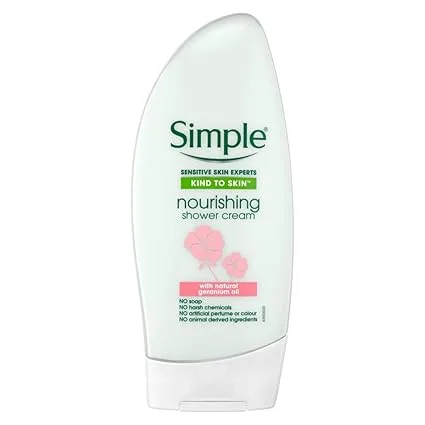 Simple®
SENSITIVE SKIN EXPERTS
KIND TO SKIN™
nourishing
shower cream
with natural
geranium oil
NO soap
NO harsh chemicals
NO artificial perfume or colour
NO animal derived ingredients